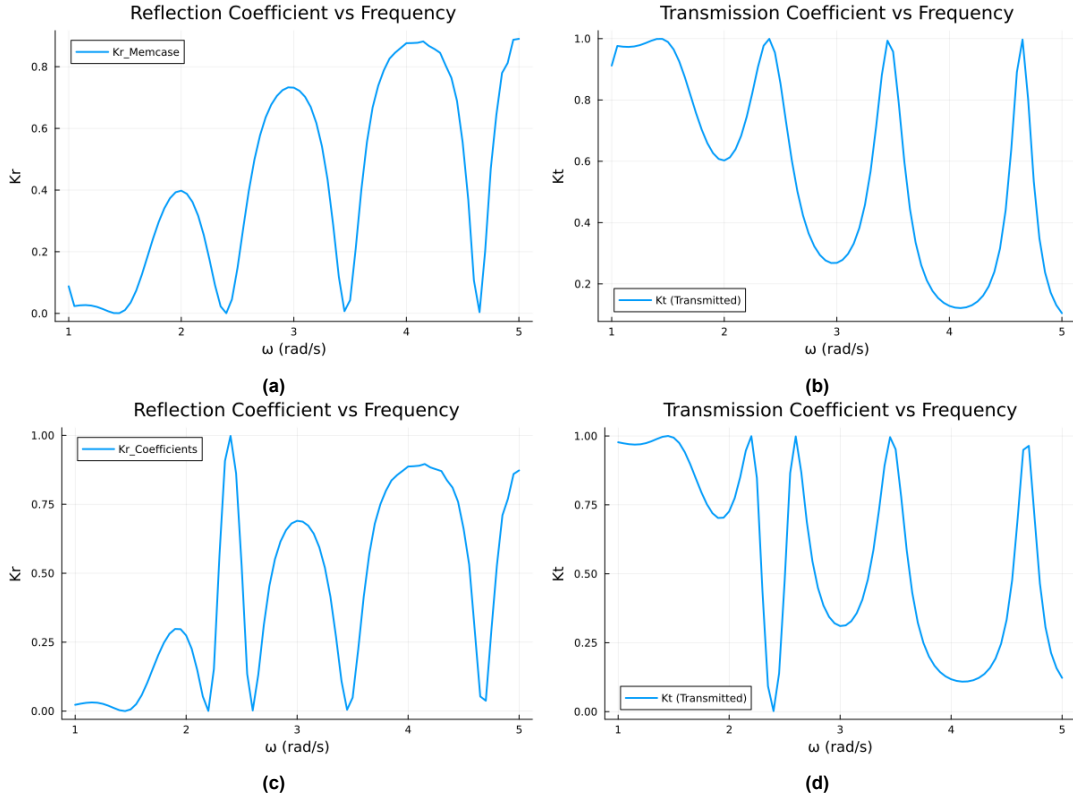 Reflection Coefficient vs Frequency
Kr_Memcase
Kr
0.8
0.6
0.4
0.2
0.0
1 2 3 4 5
ω (rad/s)
(a)
Transmission Coefficient vs Frequency
Kt
1.0
0.8
0.6
0.4
0.2
Kt (Transmitted)
1 2 3 4 5
ω (rad/s)
(b)
Reflection Coefficient vs Frequency
Kr_Coefficients
Kr
1.00
0.75
0.50
0.25
0.00
1 2 3 4 5
ω (rad/s)
(c)
Transmission Coefficient vs Frequency
Kt
1.00
0.75
0.50
0.25
0.00
Kt (Transmitted)
1 2 3 4 5
ω (rad/s)
(d)